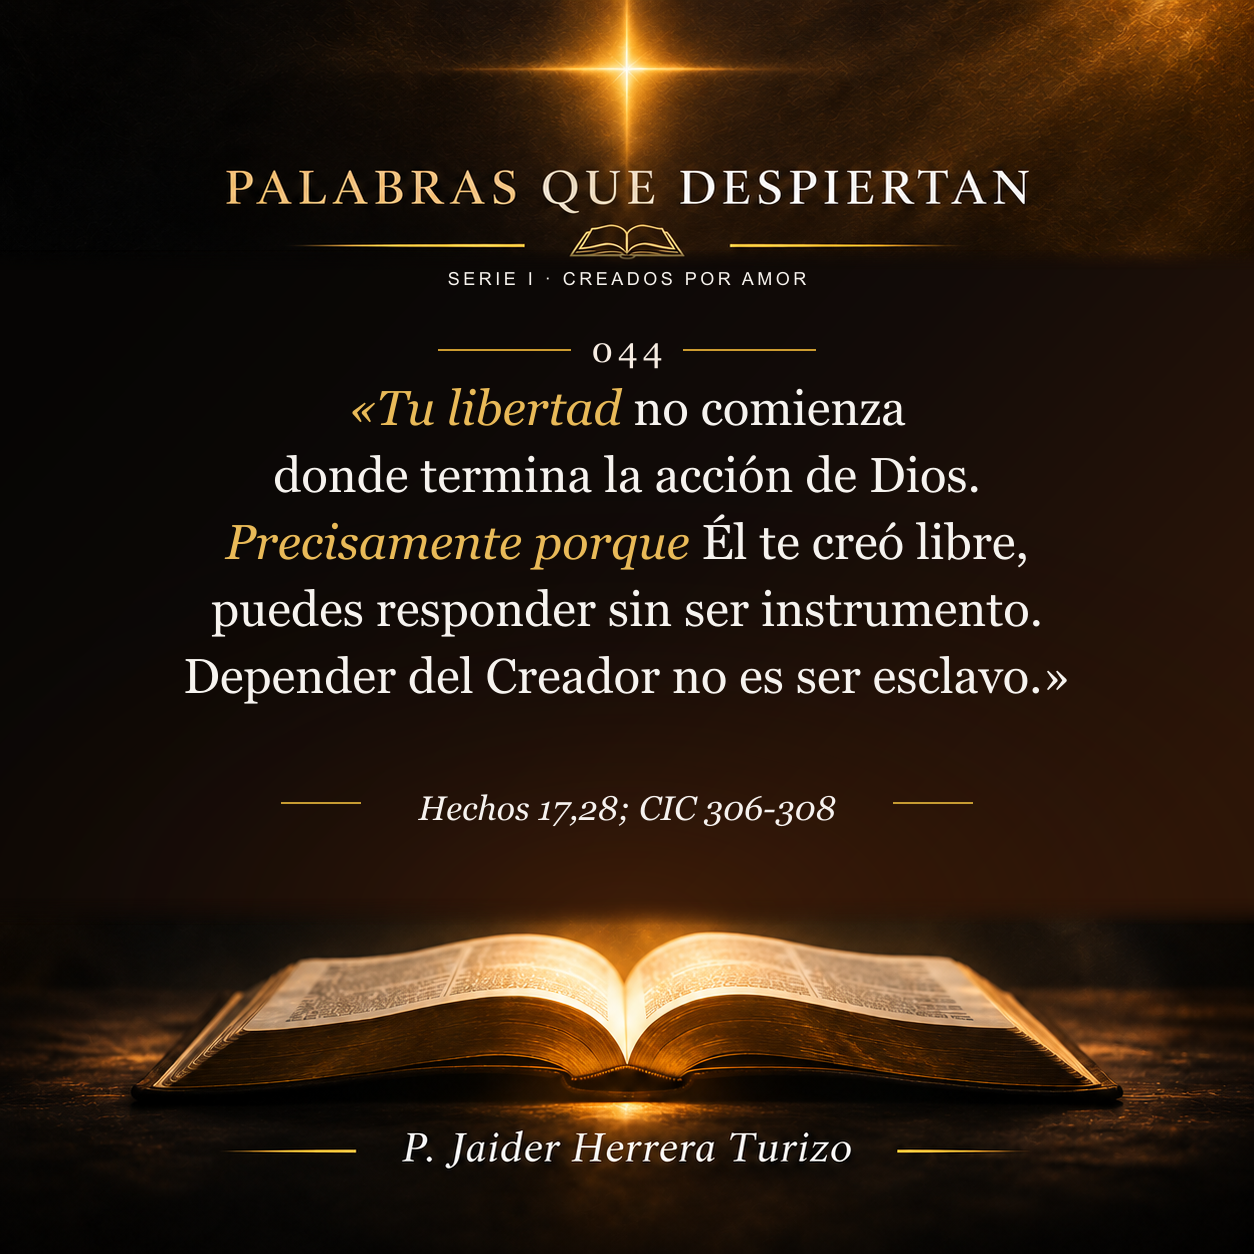 PALABRAS QUE DESPIERTAN
SERIE I · CREADOS POR AMOR
044
«Tu libertad no comienza
donde termina la acción de Dios.
Precisamente porque Él te creó libre,
puedes responder sin ser instrumento.
Depender del Creador no es ser esclavo.»
Hechos 17,28; CIC 306-308
P. Jaider Herrera Turizo